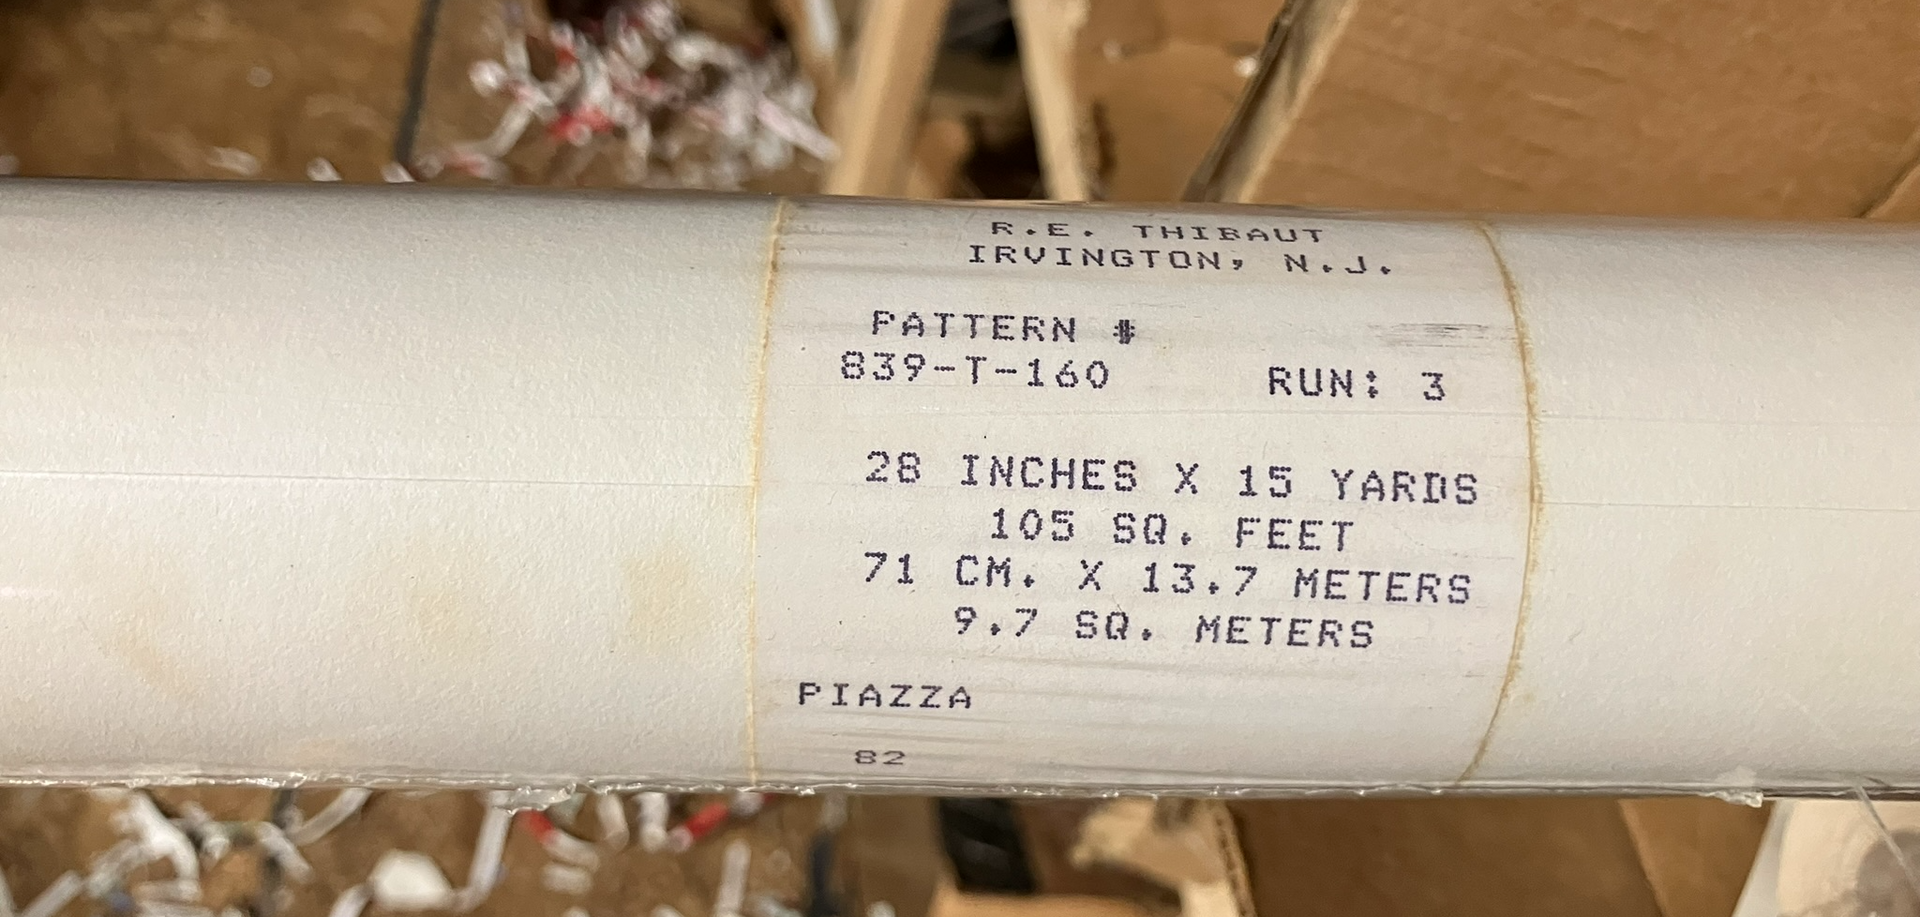 R.E. THIBAUT
IRVINGTON, N.J.
PATTERN #
839-T-160 RUN: 3
28 INCHES X 15 YARDS
105 SQ. FEET
71 CM. X 13.7 METERS
9.7 SQ. METERS
PIAZZA
82